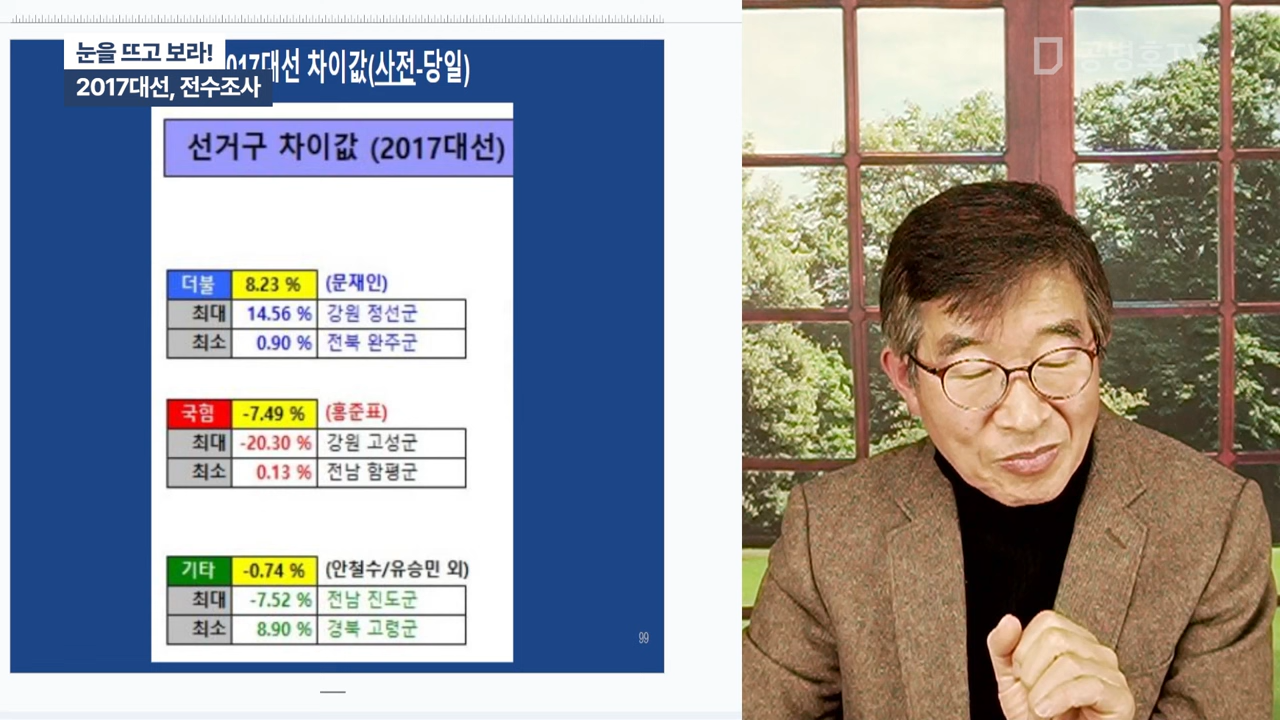 눈을 뜨고 보라!
2017대선, 전수조사
017대선 차이값(사전-당일)
선거구 차이값 (2017대선)
더불 8.23 % (문재인)
최대 14.56 % 강원 정선군
최소 0.90 % 전북 완주군
국힘 -7.49 % (홍준표)
최대 -20.30 % 강원 고성군
최소 0.13 % 전남 함평군
기타 -0.74 % (안철수/유승민 외)
최대 -7.52 % 전남 진도군
최소 8.90 % 경북 고령군
99
공병호TV